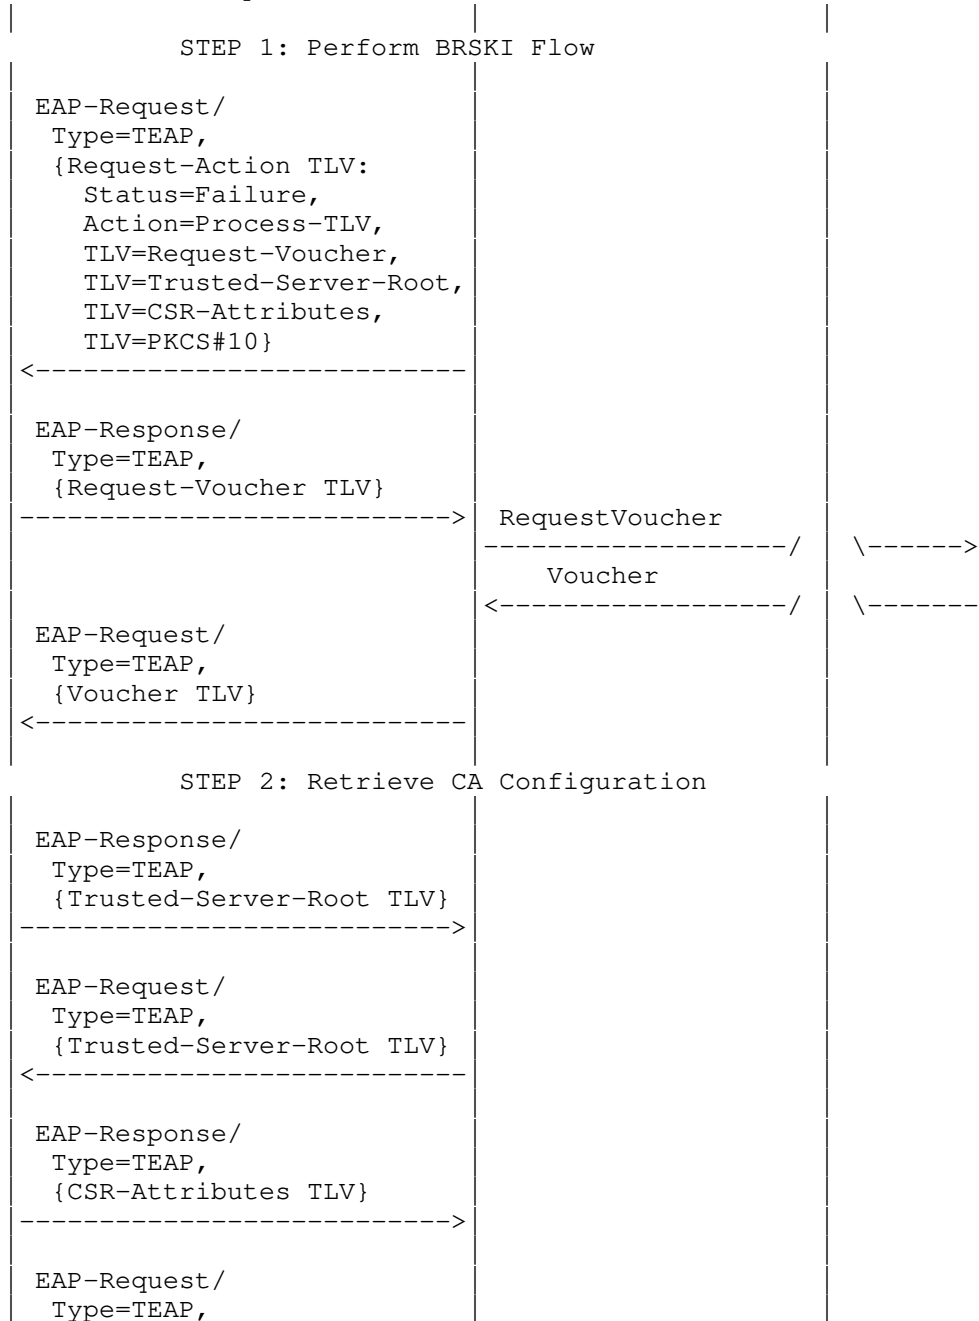 STEP 1: Perform BRSKI Flow
EAP-Request/
Type=TEAP,
{Request-Action TLV:
Status=Failure,
Action=Process-TLV,
TLV=Request-Voucher,
TLV=Trusted-Server-Root,
TLV=CSR-Attributes,
TLV=PKCS#10}
<---------------------------
EAP-Response/
Type=TEAP,
{Request-Voucher TLV}
---------------------------> RequestVoucher
-------------------/ \------>
Voucher
<------------------/ \-------
EAP-Request/
Type=TEAP,
{Voucher TLV}
<---------------------------
STEP 2: Retrieve CA Configuration
EAP-Response/
Type=TEAP,
{Trusted-Server-Root TLV}
--------------------------->
EAP-Request/
Type=TEAP,
{Trusted-Server-Root TLV}
<---------------------------
EAP-Response/
Type=TEAP,
{CSR-Attributes TLV}
--------------------------->
EAP-Request/
Type=TEAP,